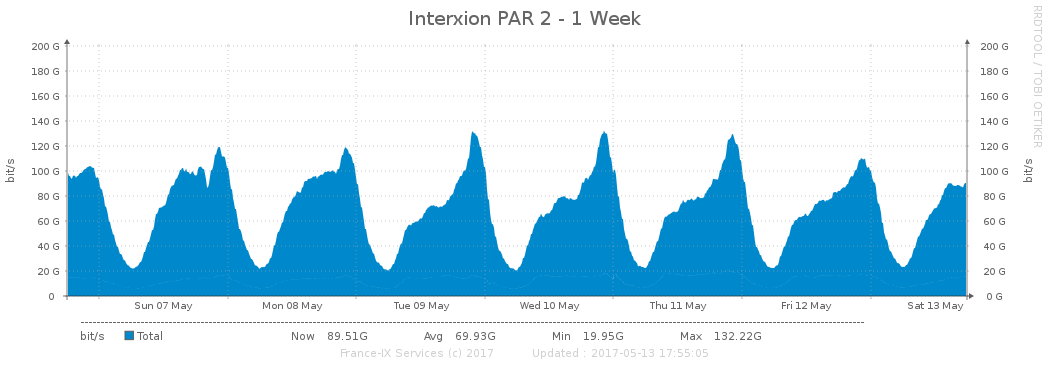 Interxion PAR 2 - 1 Week
RRDTOOL / TOBI OETIKER
200 G 200 G
180 G 180 G
160 G 160 G
140 G 140 G
120 G 120 G
100 G 100 G
80 G 80 G
60 G 60 G
40 G 40 G
20 G 20 G
0 0 G
bit/s
bit/s
Sun 07 May Mon 08 May Tue 09 May Wed 10 May Thu 11 May Fri 12 May Sat 13 May
bit/s Total Now 89.51G Avg 69.93G Min 19.95G Max 132.22G
France-IX Services (c) 2017 Updated : 2017-05-13 17:55:05